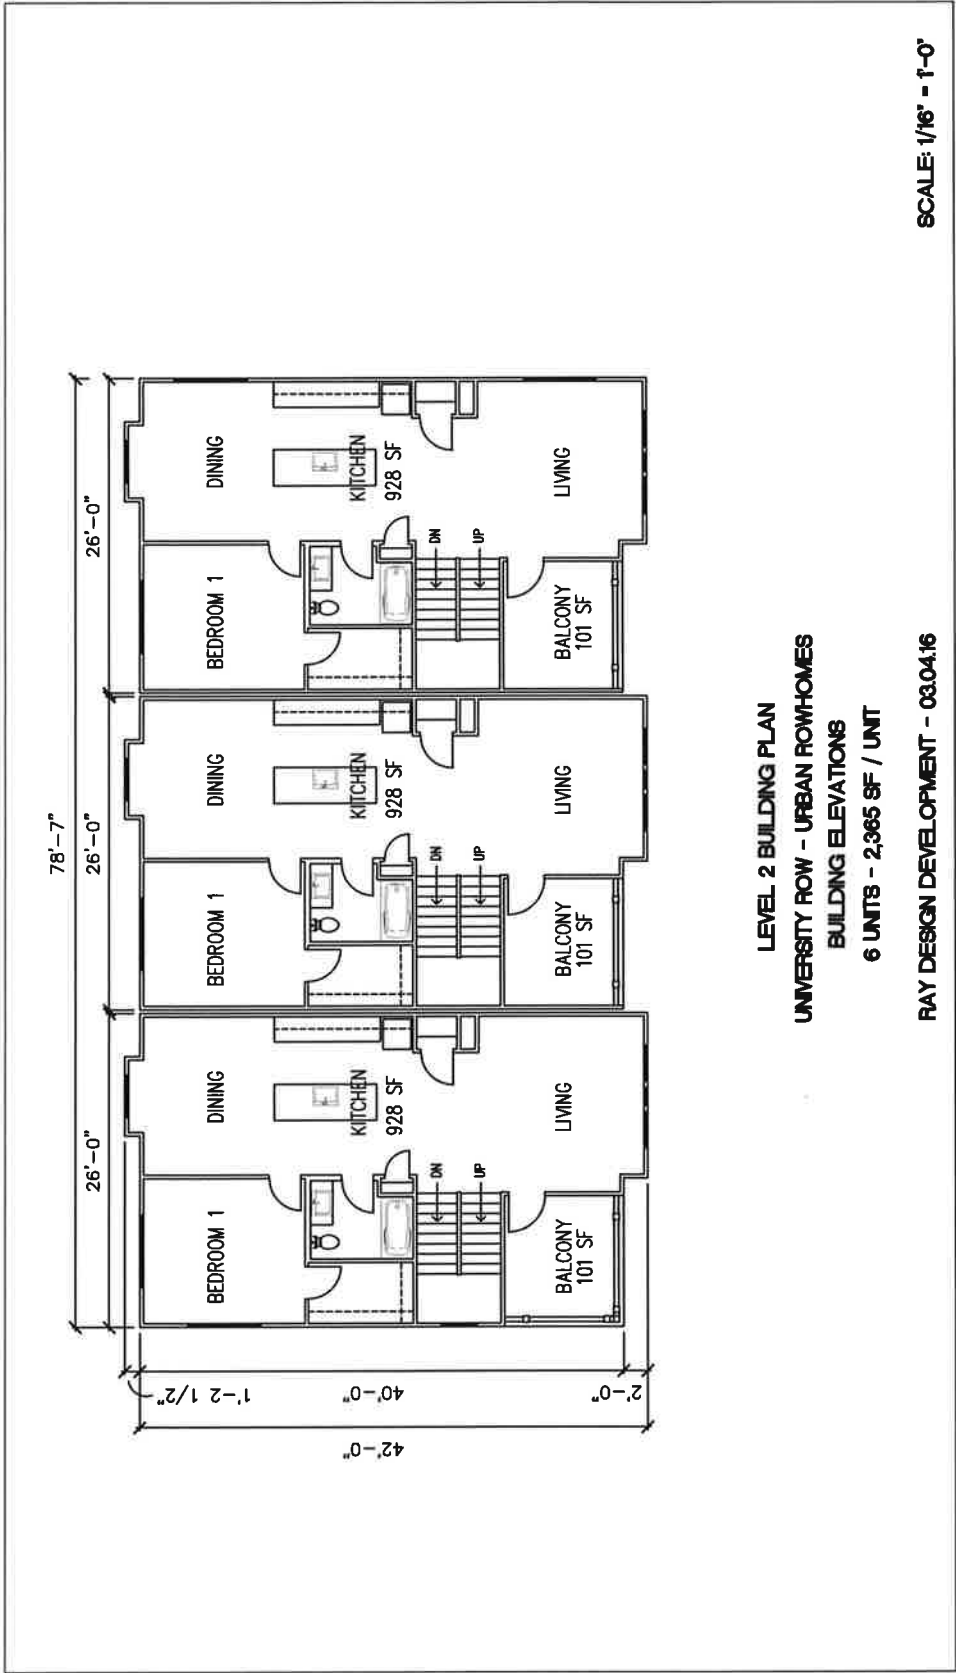 78'-7"
26'-0"
26'-0"
26'-0"
1'-2 1/2"
40'-0"
2'-0"
42'-0"
BEDROOM 1
DINING
BEDROOM 1
DINING
BEDROOM 1
DINING
KITCHEN
928 SF
KITCHEN
928 SF
KITCHEN
928 SF
DN
UP
DN
UP
DN
UP
BALCONY
101 SF
LIVING
BALCONY
101 SF
LIVING
BALCONY
101 SF
LIVING
LEVEL 2 BUILDING PLAN
UNIVERSITY ROW - URBAN ROWHOMES
BUILDING ELEVATIONS
6 UNITS - 2,365 SF / UNIT
RAY DESIGN DEVELOPMENT - 03.04.16
SCALE: 1/16" = 1'-0"